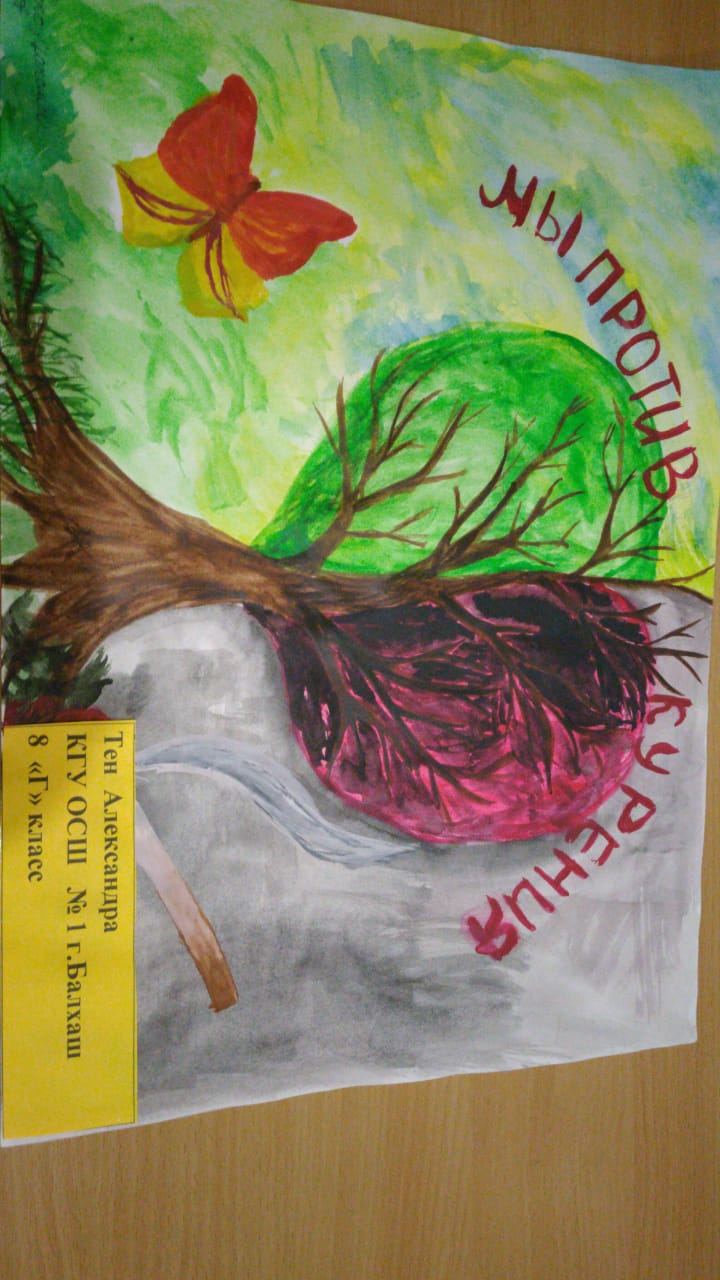 МЫ ПРОТИВ КУРЕНИЯ
Тен Александра
КГУ ОСШ № 1 г.Балхаш
8 «Г» класс